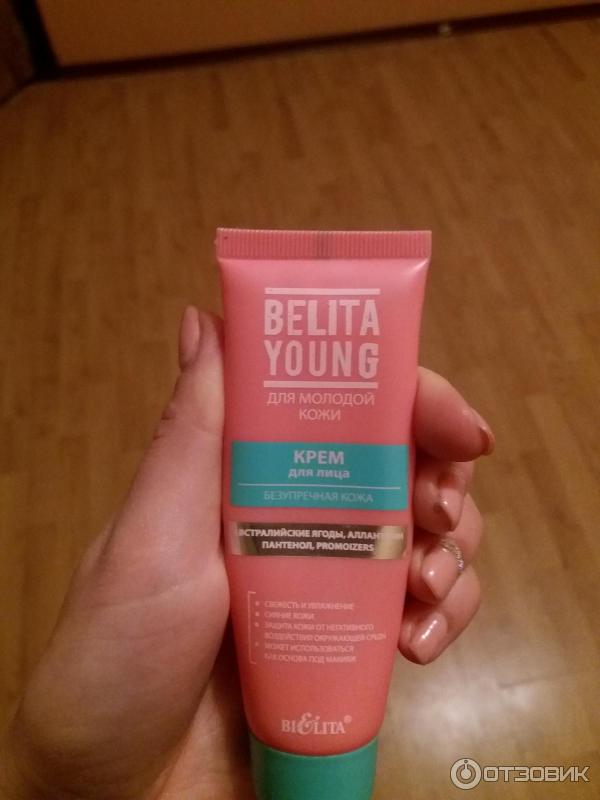 BELITA
YOUNG
ДЛЯ МОЛОДОЙ
КОЖИ
КРЕМ
для лица
БЕЗУПРЕЧНАЯ КОЖА
АВСТРАЛИЙСКИЕ ЯГОДЫ, АЛЛАНТОИН
ПАНТЕНОЛ, PROMOIZERS
• СВЕЖЕСТЬ И УВЛАЖНЕНИЕ
• СИЯНИЕ КОЖИ
• ЗАЩИТА КОЖИ ОТ НЕГАТИВНОГО
ВОЗДЕЙСТВИЯ ОКРУЖАЮЩЕЙ СРЕДЫ
• МОЖЕТ ИСПОЛЬЗОВАТЬСЯ
КАК ОСНОВА ПОД МАКИЯЖ
BIELITA®
ОТЗОВИК